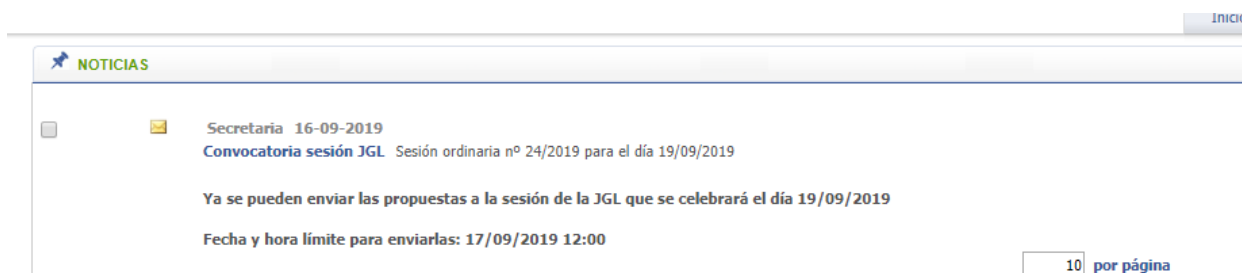 NOTICIAS
Secretaria 16-09-2019
Convocatoria sesión JGL Sesión ordinaria nº 24/2019 para el día 19/09/2019
Ya se pueden enviar las propuestas a la sesión de la JGL que se celebrará el día 19/09/2019
Fecha y hora límite para enviarlas: 17/09/2019 12:00
10 por página